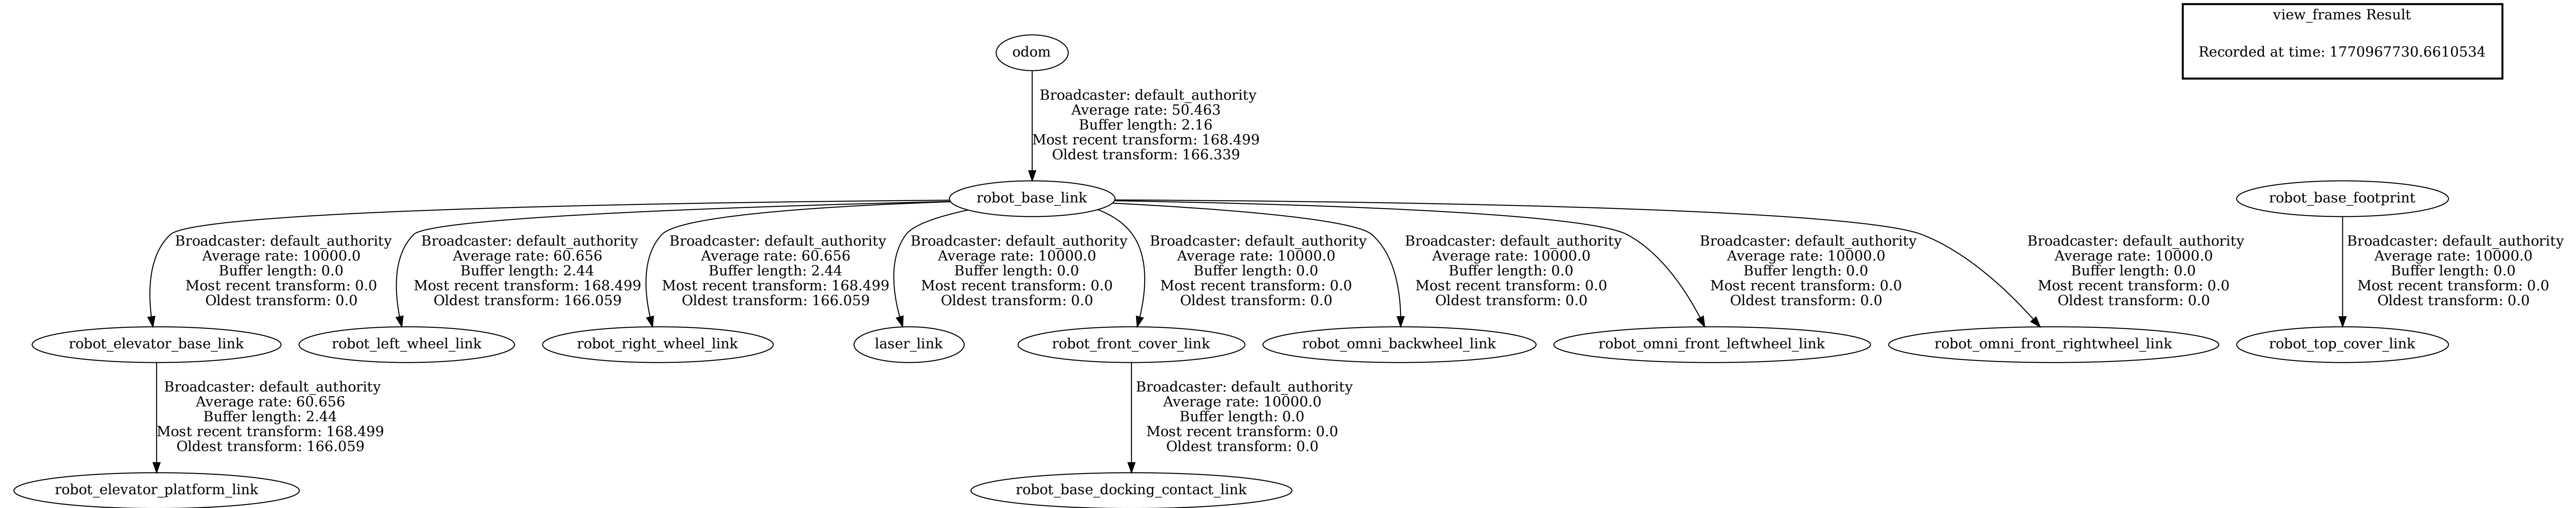 view_frames Result
Recorded at time: 1770967730.6610534
odom
Broadcaster: default_authority
Average rate: 50.463
Buffer length: 2.16
Most recent transform: 168.499
Oldest transform: 166.339
robot_base_link
robot_base_footprint
Broadcaster: default_authority
Average rate: 10000.0
Buffer length: 0.0
Most recent transform: 0.0
Oldest transform: 0.0
Broadcaster: default_authority
Average rate: 60.656
Buffer length: 2.44
Most recent transform: 168.499
Oldest transform: 166.059
Broadcaster: default_authority
Average rate: 60.656
Buffer length: 2.44
Most recent transform: 168.499
Oldest transform: 166.059
Broadcaster: default_authority
Average rate: 10000.0
Buffer length: 0.0
Most recent transform: 0.0
Oldest transform: 0.0
Broadcaster: default_authority
Average rate: 10000.0
Buffer length: 0.0
Most recent transform: 0.0
Oldest transform: 0.0
Broadcaster: default_authority
Average rate: 10000.0
Buffer length: 0.0
Most recent transform: 0.0
Oldest transform: 0.0
Broadcaster: default_authority
Average rate: 10000.0
Buffer length: 0.0
Most recent transform: 0.0
Oldest transform: 0.0
Broadcaster: default_authority
Average rate: 10000.0
Buffer length: 0.0
Most recent transform: 0.0
Oldest transform: 0.0
Broadcaster: default_authority
Average rate: 10000.0
Buffer length: 0.0
Most recent transform: 0.0
Oldest transform: 0.0
robot_elevator_base_link
robot_left_wheel_link
robot_right_wheel_link
laser_link
robot_front_cover_link
robot_omni_backwheel_link
robot_omni_front_leftwheel_link
robot_omni_front_rightwheel_link
robot_top_cover_link
Broadcaster: default_authority
Average rate: 60.656
Buffer length: 2.44
Most recent transform: 168.499
Oldest transform: 166.059
Broadcaster: default_authority
Average rate: 10000.0
Buffer length: 0.0
Most recent transform: 0.0
Oldest transform: 0.0
robot_elevator_platform_link
robot_base_docking_contact_link